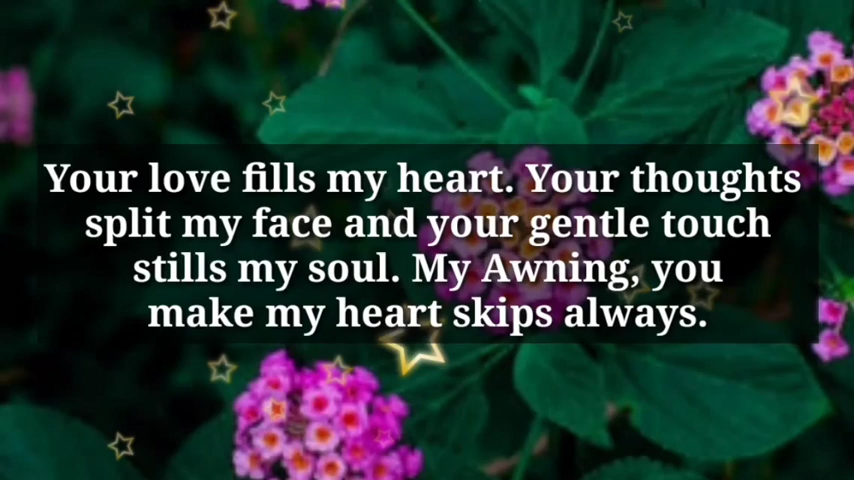 Your love fills my heart. Your thoughts
split my face and your gentle touch
stills my soul. My Awning, you
make my heart skips always.